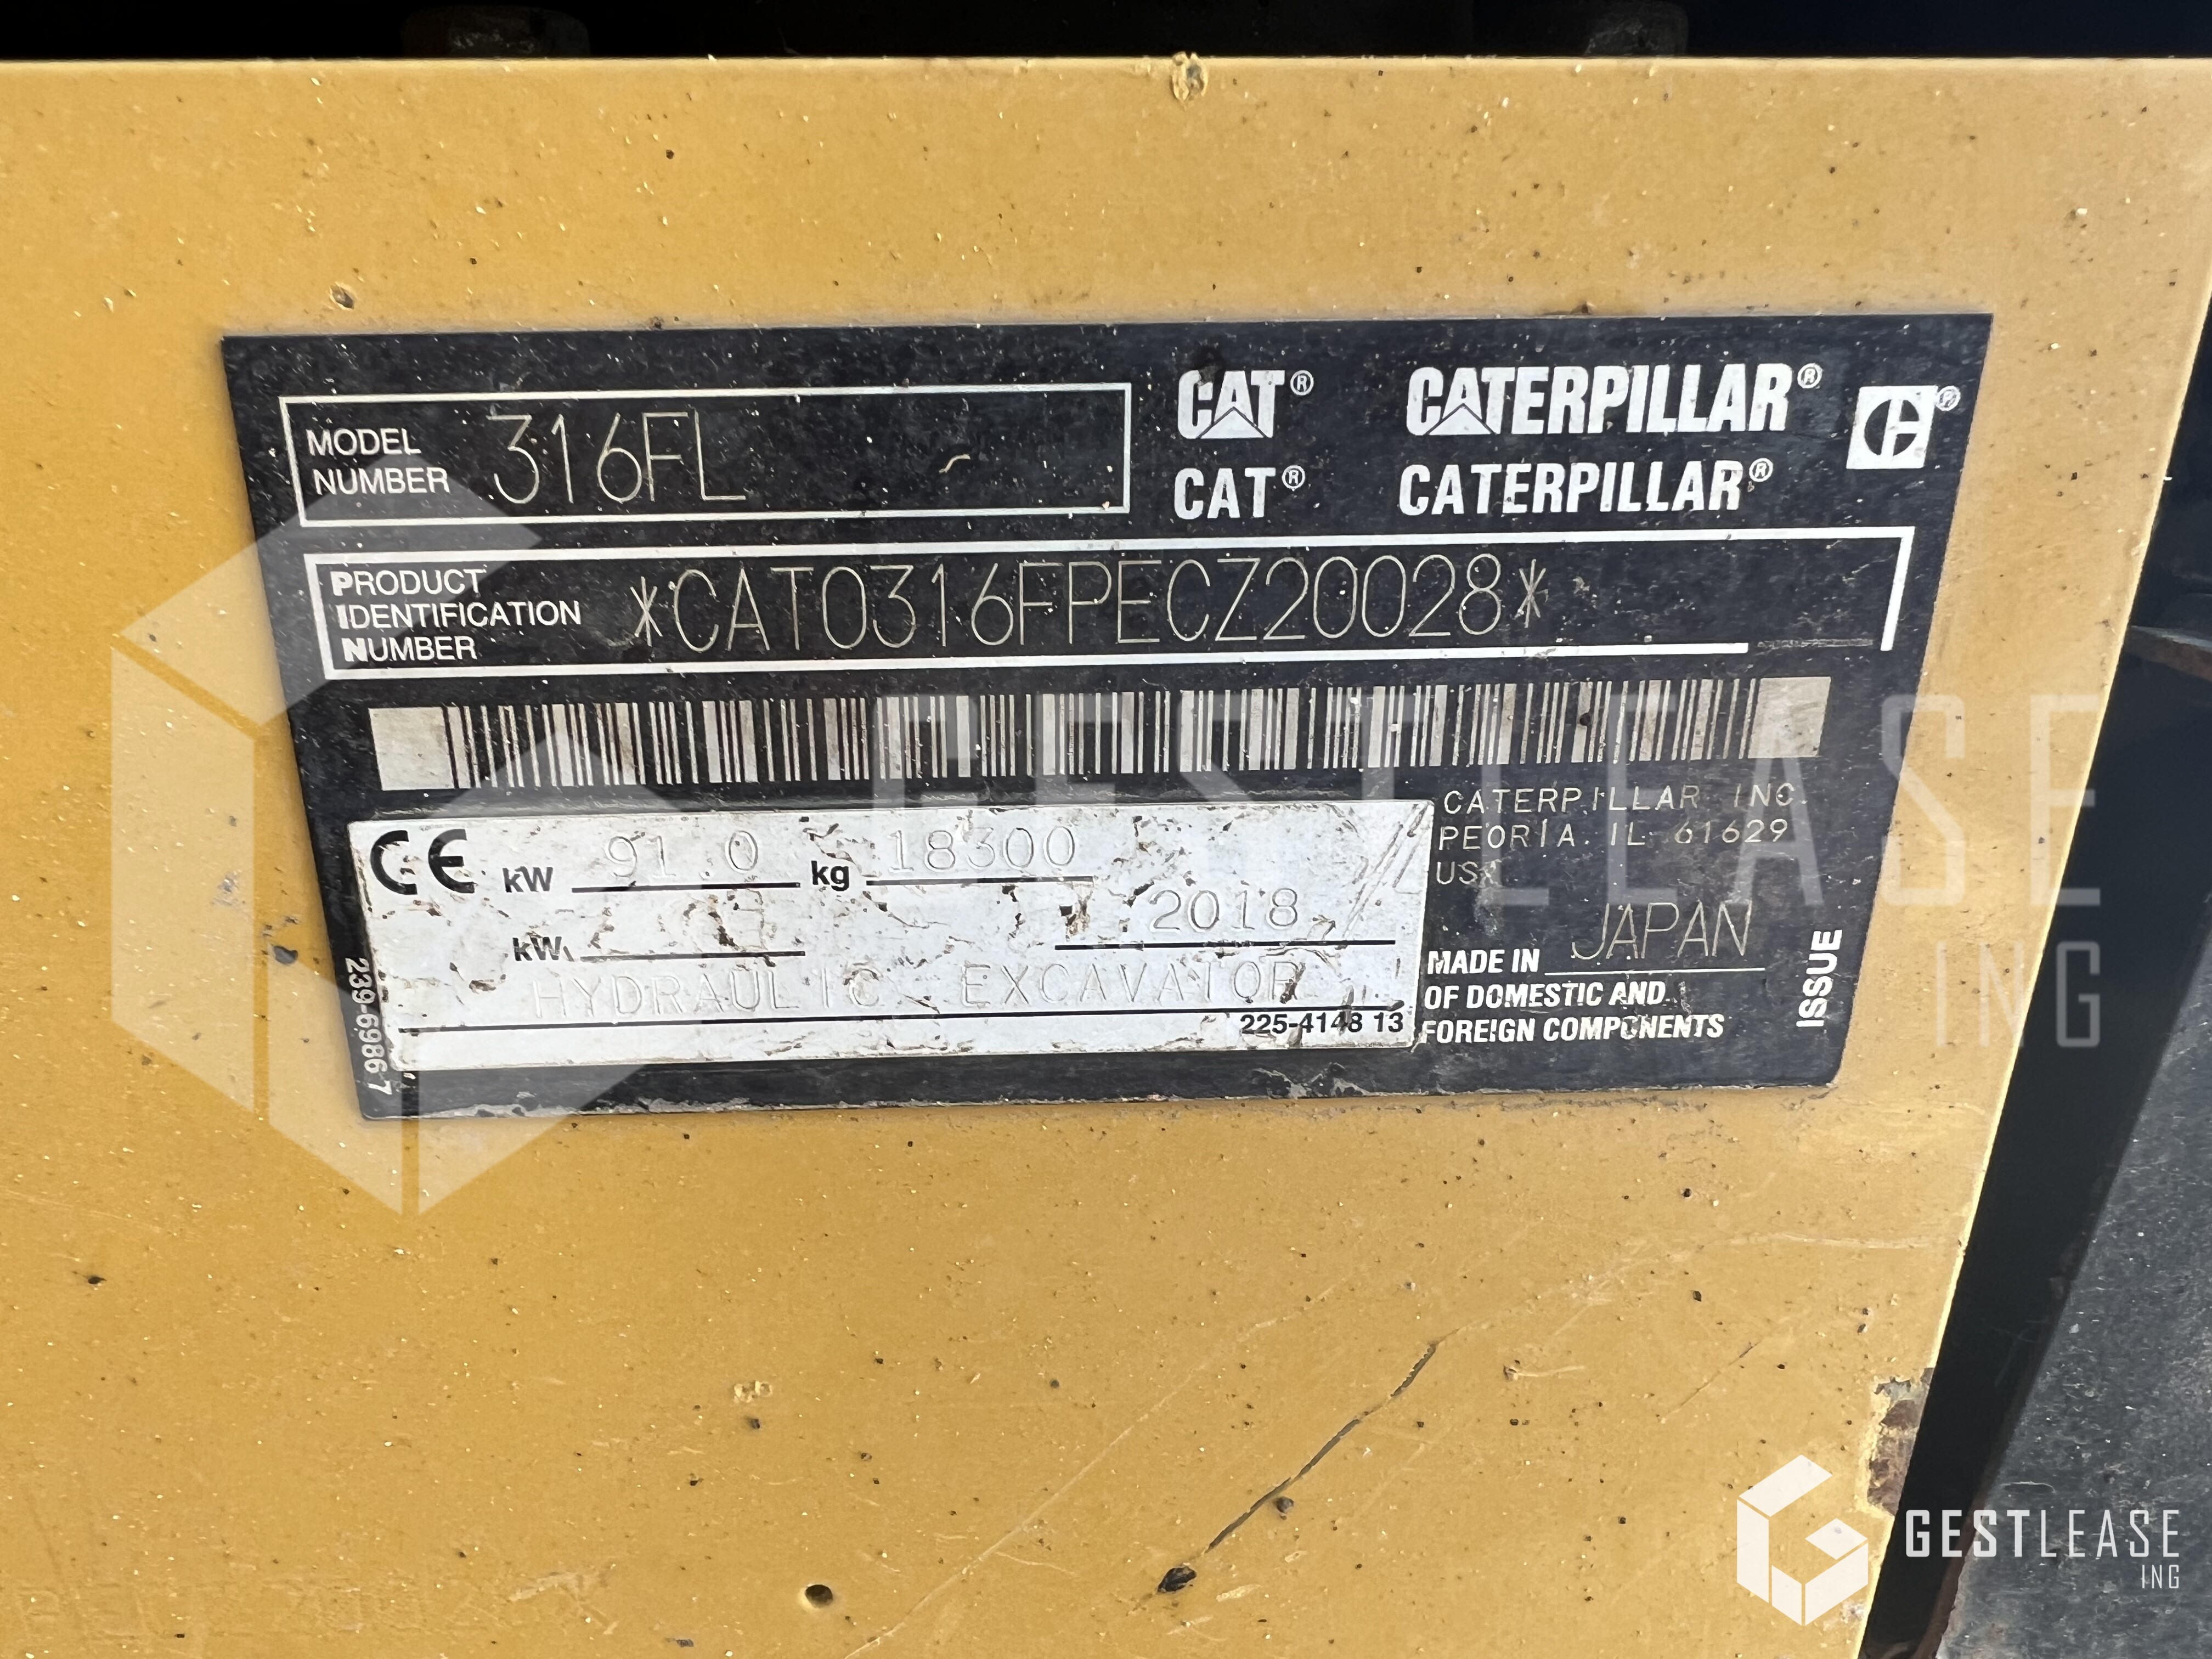 MODEL
NUMBER 316FL
CAT® CATERPILLAR®
CAT® CATERPILLAR®
PRODUCT
IDENTIFICATION
NUMBER *CAT0316FPECZ20028*
CATERPILLAR INC.
PEORIA. IL 61629
CE kW 91.0 kg 18300
kW 2018
HYDRAULIC EXCAVATOR
225-4148 13
239-6986 7
MADE IN JAPAN
OF DOMESTIC AND
FOREIGN COMPONENTS
ISSUE
GESTLEASE
ING
GESTLEASE
ING